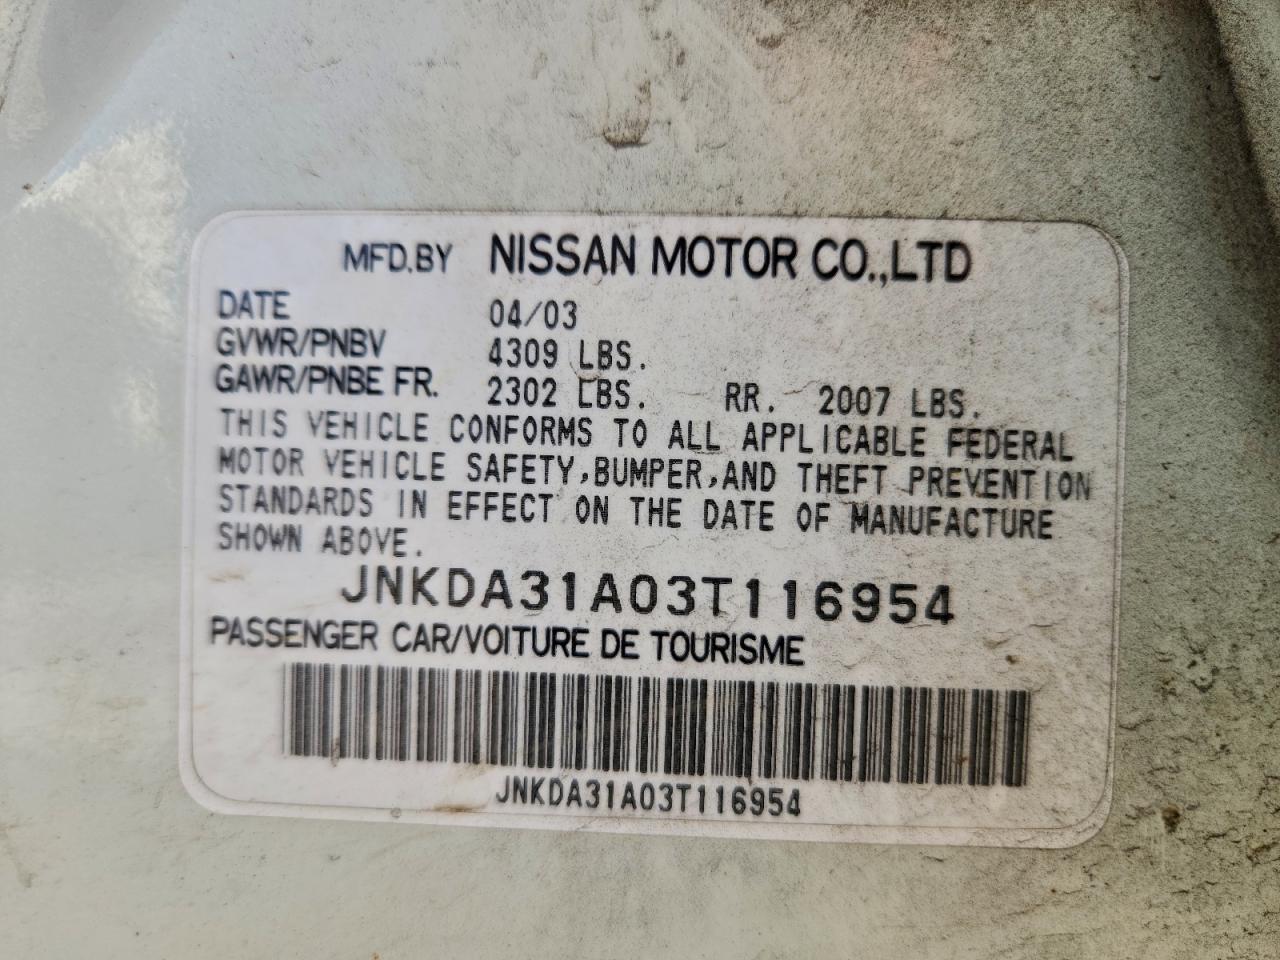 MFD.BY NISSAN MOTOR CO.,LTD
DATE 04/03
GVWR/PNBV 4309 LBS.
GAWR/PNBE FR. 2302 LBS. RR. 2007 LBS.
THIS VEHICLE CONFORMS TO ALL APPLICABLE FEDERAL
MOTOR VEHICLE SAFETY,BUMPER,AND THEFT PREVENTION
STANDARDS IN EFFECT ON THE DATE OF MANUFACTURE
SHOWN ABOVE.
JNKDA31A03T116954
PASSENGER CAR/VOITURE DE TOURISME
JNKDA31A03T116954